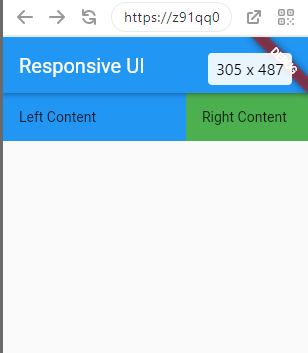 https://z91qq0
Responsive UI
305 x 487
Left Content
Right Content